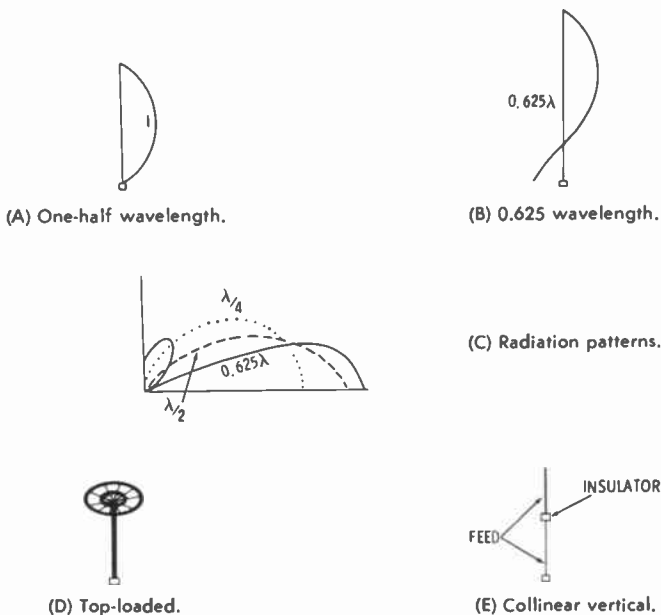 0.625λ
(A) One-half wavelength.
(B) 0.625 wavelength.
λ/4
0.625λ
λ/2
(C) Radiation patterns.
INSULATOR
FEED
(D) Top-loaded.
(E) Collinear vertical.